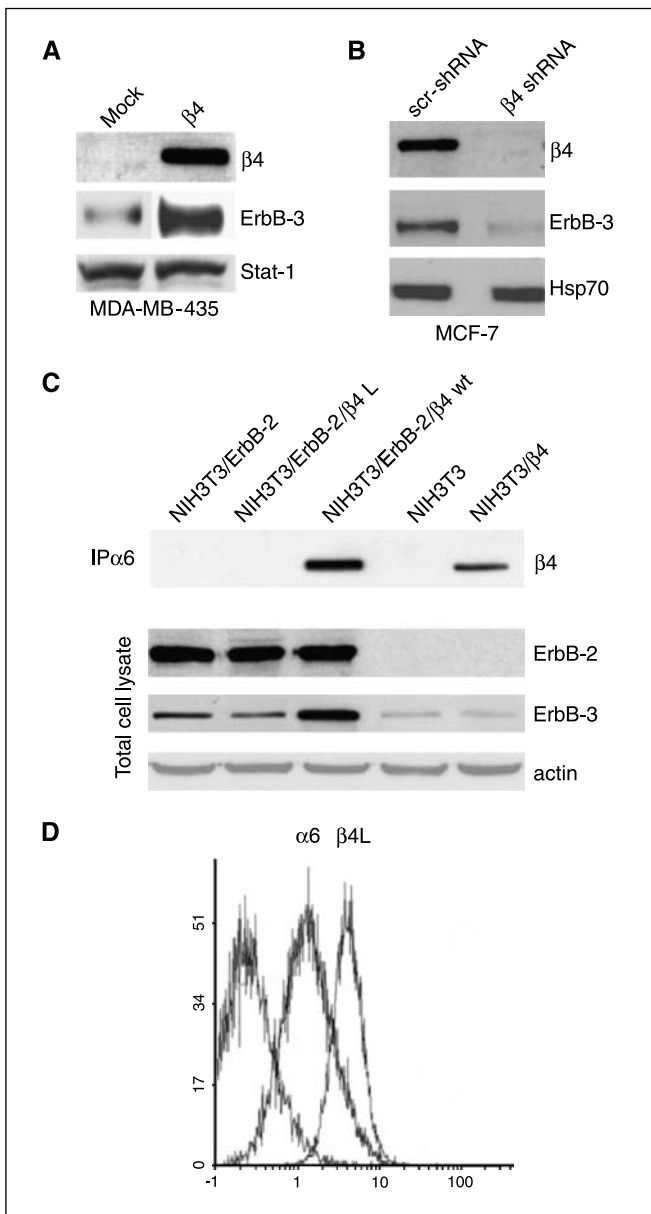 A
Mock
β4
β4
ErbB-3
Stat-1
MDA-MB-435
B
scr-shRNA
β4 shRNA
β4
ErbB-3
Hsp70
MCF-7
C
NIH3T3/ErbB-2
NIH3T3/ErbB-2/β4 L
NIH3T3/ErbB-2/β4 wt
NIH3T3
NIH3T3/β4
IPα6
β4
Total cell lysate
ErbB-2
ErbB-3
actin
D
α6 β4L
51
34
17
0
-1 1 10 100